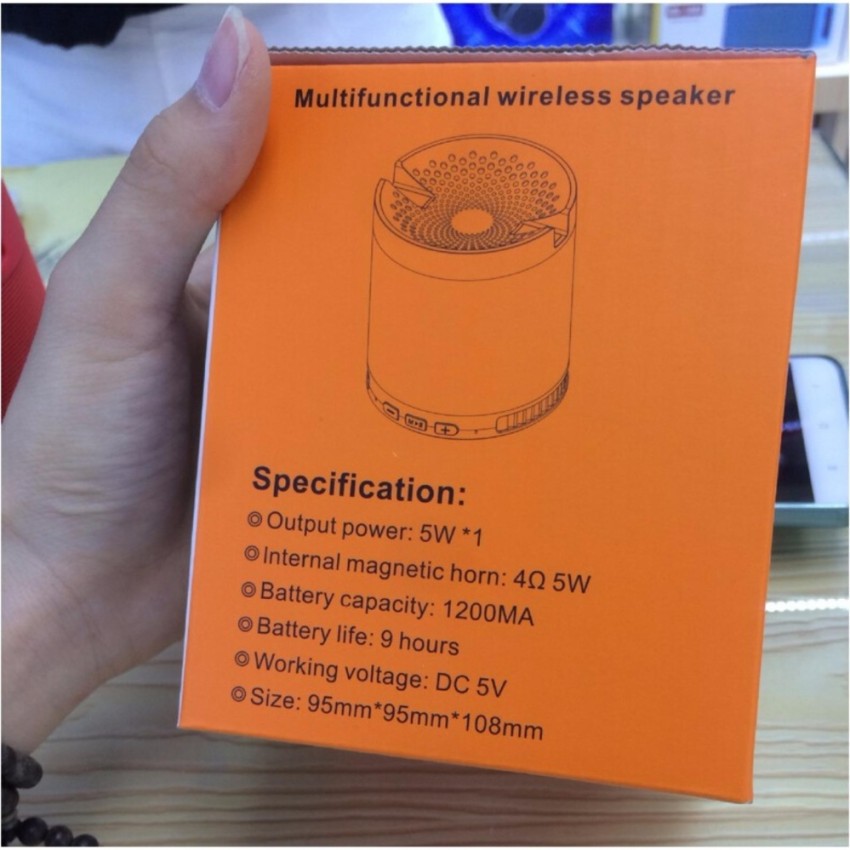 Multifunctional wireless speaker
Specification:
◎ Output power: 5W *1
◎ Internal magnetic horn: 4Ω 5W
◎ Battery capacity: 1200MA
◎ Battery life: 9 hours
◎ Working voltage: DC 5V
◎ Size: 95mm*95mm*108mm